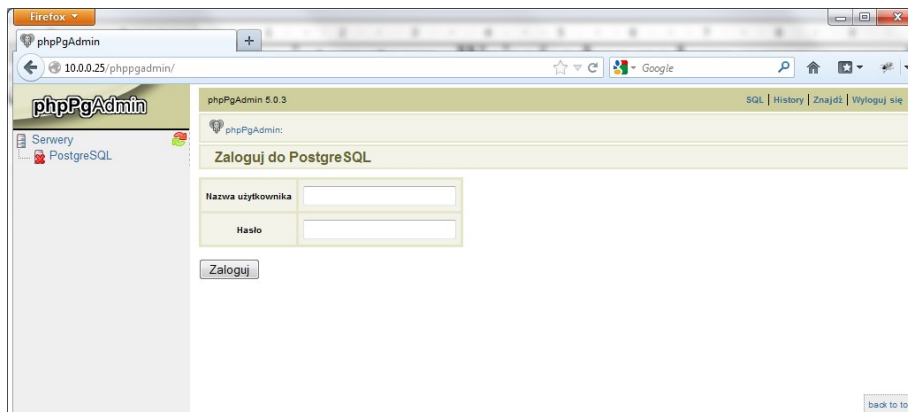 Firefox
phpPgAdmin
10.0.0.25/phppgadmin/
Google
phpPgAdmin
phpPgAdmin 5.0.3
SQL | History | Znajdź | Wyloguj się
phpPgAdmin:
Serwery
PostgreSQL
Zaloguj do PostgreSQL
Nazwa użytkownika
Hasło
Zaloguj
back to to